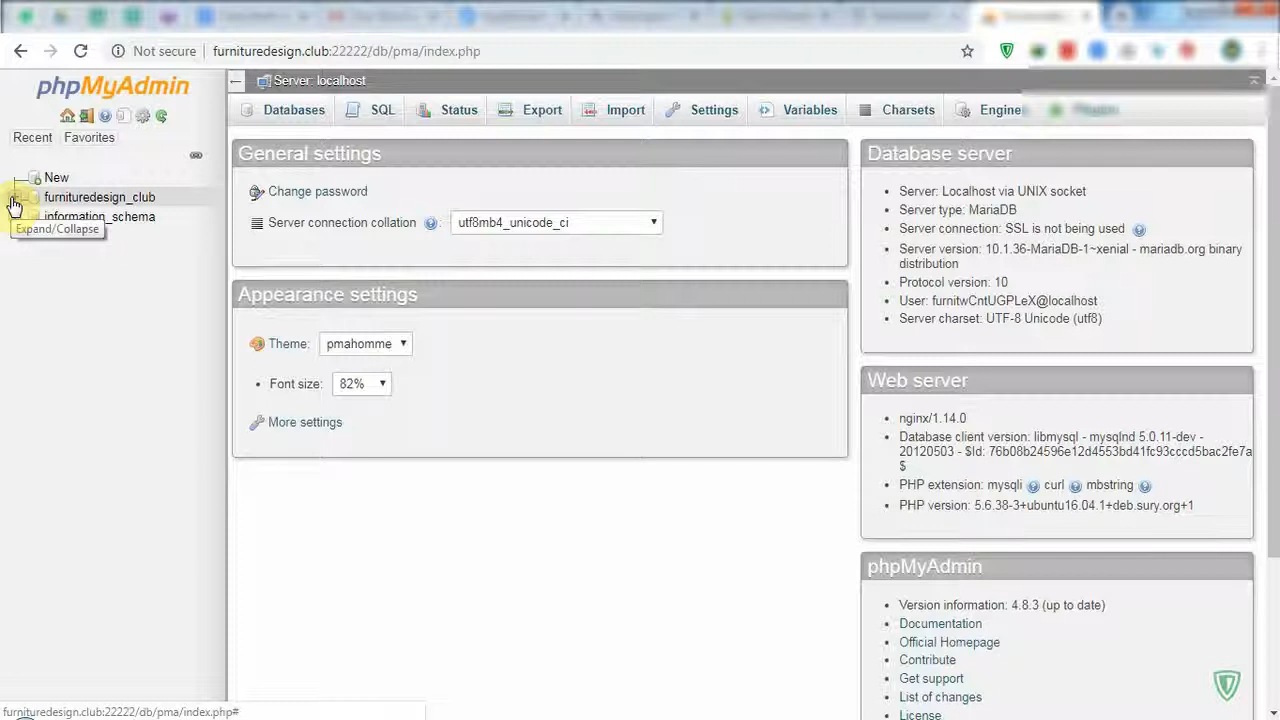 Not secure
furnituredesign.club:22222/db/pma/index.php
phpMyAdmin
Recent Favorites
New
furnituredesign_club
information_schema
Expand/Collapse
Server: localhost
Databases SQL Status Export Import Settings Variables Charsets Engine
General settings
Change password
Server connection collation
utf8mb4_unicode_ci
Appearance settings
Theme: pmahomme
Font size: 82%
More settings
Database server
Server: Localhost via UNIX socket
Server type: MariaDB
Server connection: SSL is not being used
Server version: 10.1.36-MariaDB-1~xenial - mariadb.org binary
distribution
Protocol version: 10
User: furnitwCntUGPLeX@localhost
Server charset: UTF-8 Unicode (utf8)
Web server
nginx/1.14.0
Database client version: libmysql - mysqlnd 5.0.11-dev -
20120503 - $Id: 76b08b24596e12d4553bd41fc93cccd5bac2fe7a
$
PHP extension: mysqli curl mbstring
PHP version: 5.6.38-3+ubuntu16.04.1+deb.sury.org+1
phpMyAdmin
Version information: 4.8.3 (up to date)
Documentation
Official Homepage
Contribute
Get support
List of changes
License
furnituredesign.club:22222/db/pma/index.php#